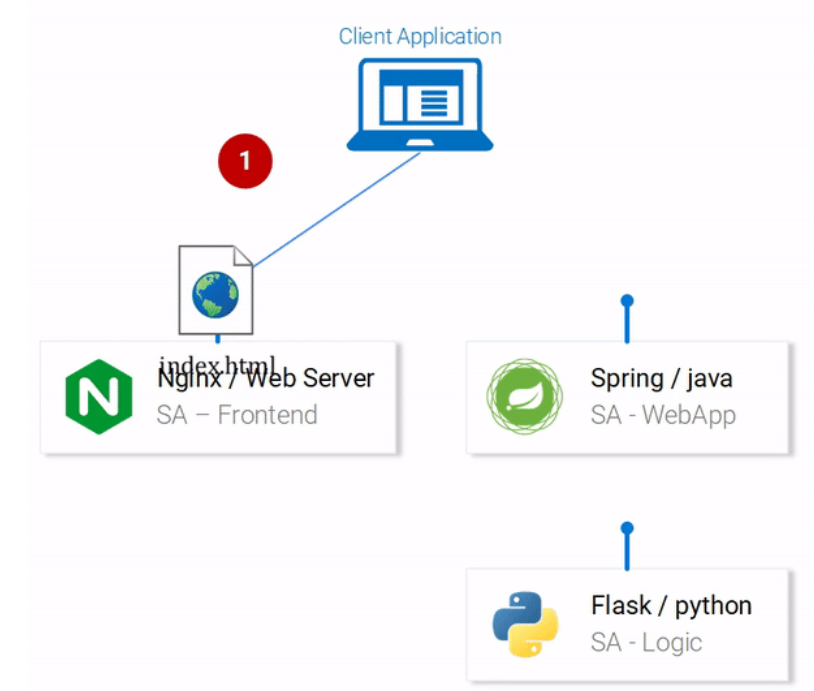 Client Application
1
index.html
Nginx / Web Server
SA – Frontend
Spring / java
SA - WebApp
Flask / python
SA - Logic